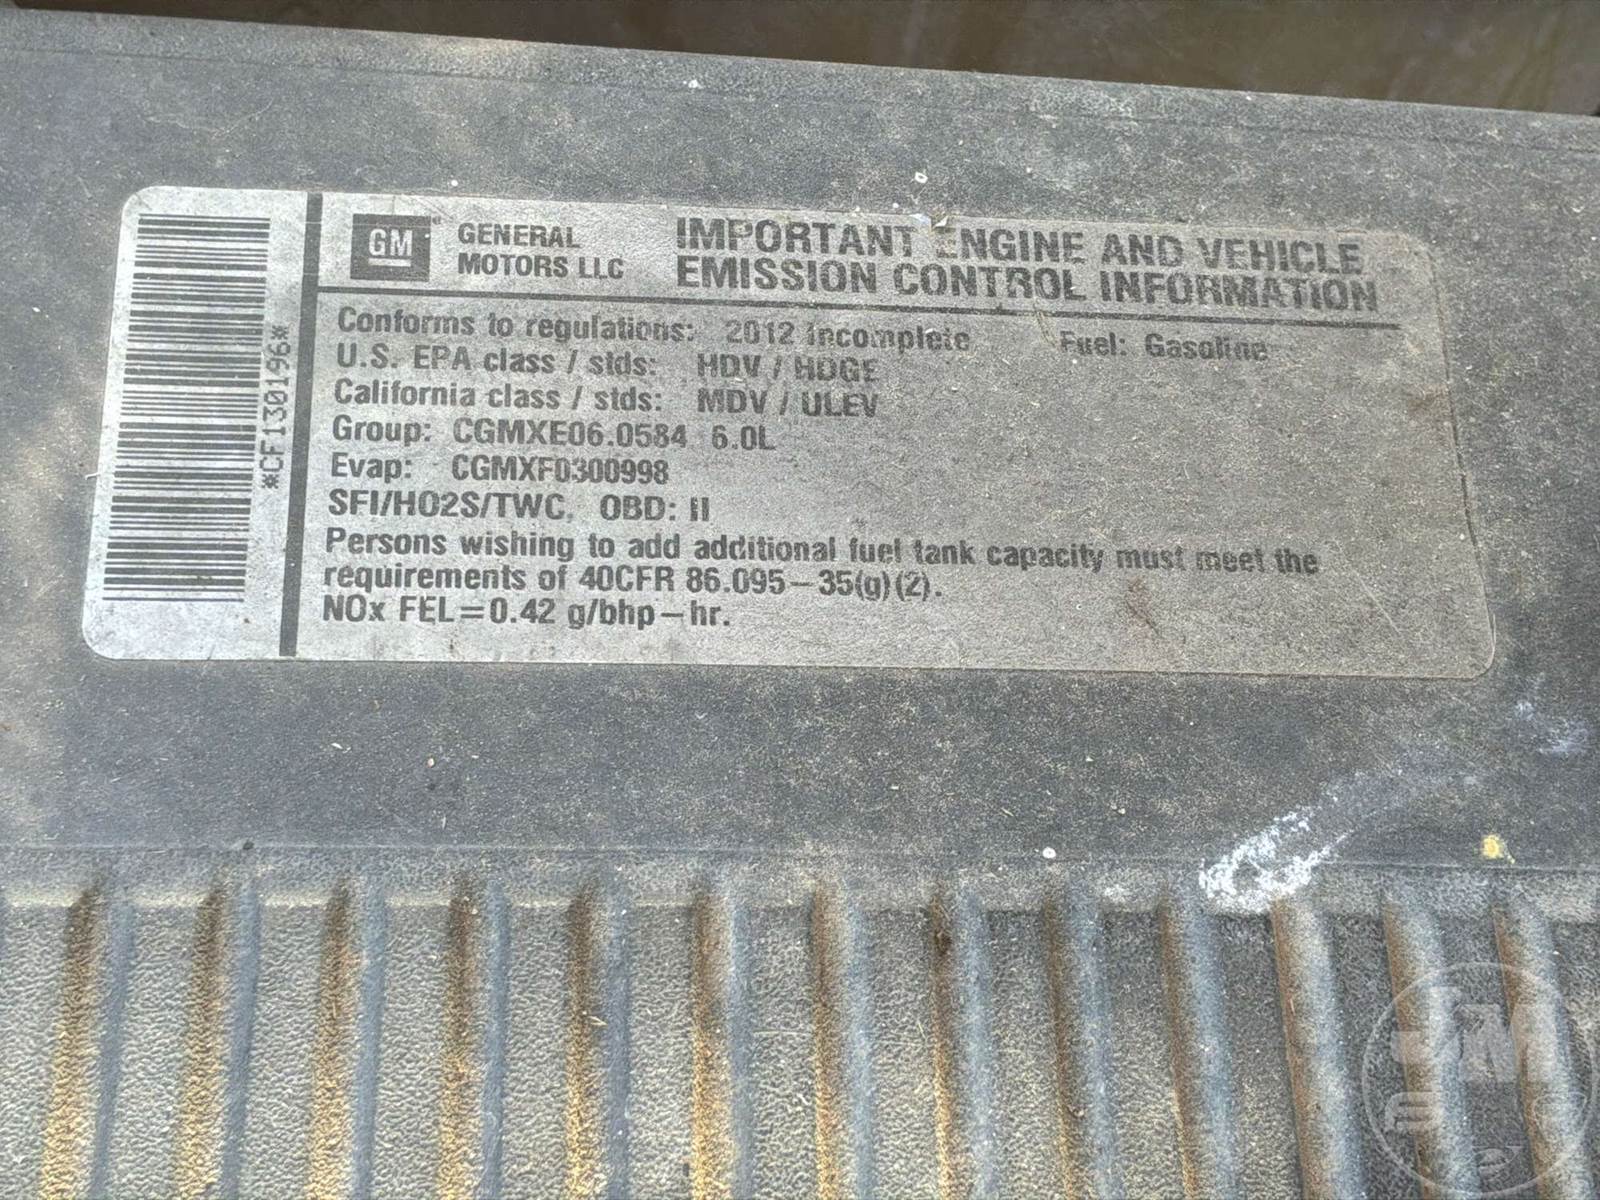 *CF130196*
GM
GENERAL
MOTORS LLC
IMPORTANT ENGINE AND VEHICLE
EMISSION CONTROL INFORMATION
Conforms to regulations: 2012 Incomplete Fuel: Gasoline
U.S. EPA class / stds: HDV / HDGE
California class / stds: MDV / ULEV
Group: CGMXE06.0584 6.0L
Evap: CGMXF0300998
SFI/HO2S/TWC, OBD: II
Persons wishing to add additional fuel tank capacity must meet the
requirements of 40CFR 86.095-35(g)(2).
NOx FEL=0.42 g/bhp-hr.
JM